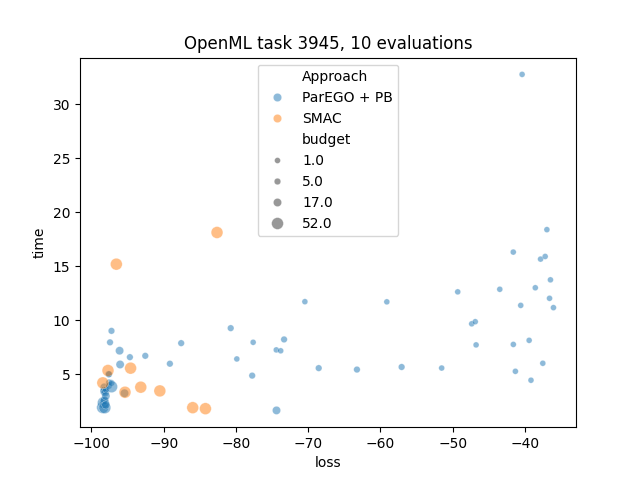 OpenML task 3945, 10 evaluations
Approach
ParEGO + PB
SMAC
budget
1.0
5.0
17.0
52.0
time
30
25
20
15
10
5
−100
−90
−80
−70
−60
−50
−40
loss